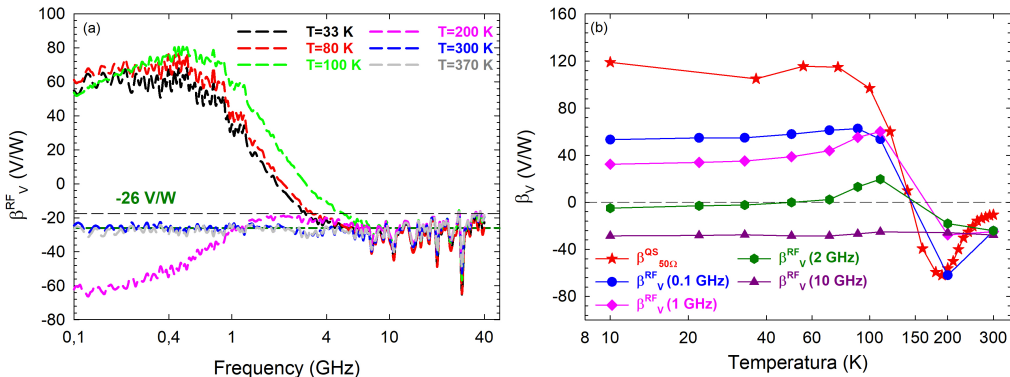 (a)
T=33 K
T=200 K
T=80 K
T=300 K
T=100 K
T=370 K
-26 V/W
100
80
60
40
20
0
-20
-40
-60
-80
β^RF_V (V/W)
0,1
0,4
1
4
10
40
Frequency (GHz)
(b)
160
120
80
40
0
-40
-80
β_V (V/W)
β^QS_50Ω
β^RF_V (2 GHz)
β^RF_V (0.1 GHz)
β^RF_V (10 GHz)
β^RF_V (1 GHz)
8
10
20
40
60
80 100
150 200
300
Temperatura (K)